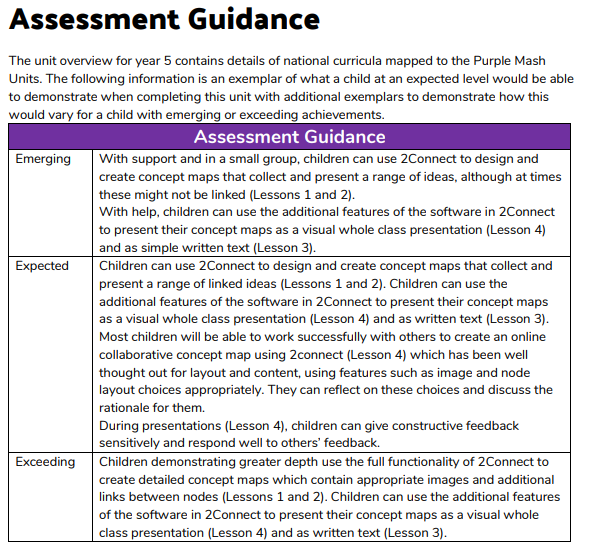 Assessment Guidance
The unit overview for year 5 contains details of national curricula mapped to the Purple Mash
Units. The following information is an exemplar of what a child at an expected level would be able
to demonstrate when completing this unit with additional exemplars to demonstrate how this
would vary for a child with emerging or exceeding achievements.
Assessment Guidance
Emerging
With support and in a small group, children can use 2Connect to design and
create concept maps that collect and present a range of ideas, although at times
these might not be linked (Lessons 1 and 2).
With help, children can use the additional features of the software in 2Connect
to present their concept maps as a visual whole class presentation (Lesson 4)
and as simple written text (Lesson 3).
Expected
Children can use 2Connect to design and create concept maps that collect and
present a range of linked ideas (Lessons 1 and 2). Children can use the
additional features of the software in 2Connect to present their concept maps
as a visual whole class presentation (Lesson 4) and as written text (Lesson 3).
Most children will be able to work successfully with others to create an online
collaborative concept map using 2connect (Lesson 4) which has been well
thought out for layout and content, using features such as image and node
layout choices appropriately. They can reflect on these choices and discuss the
rationale for them.
During presentations (Lesson 4), children can give constructive feedback
sensitively and respond well to others' feedback.
Exceeding
Children demonstrating greater depth use the full functionality of 2Connect to
create detailed concept maps which contain appropriate images and additional
links between nodes (Lessons 1 and 2). Children can use the additional features
of the software in 2Connect to present their concept maps as a visual whole
class presentation (Lesson 4) and as written text (Lesson 3).